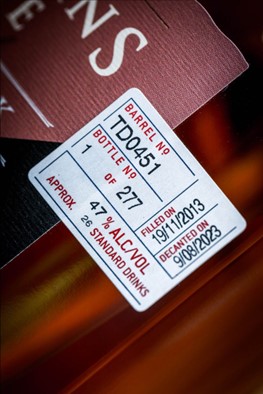 NS
E
BARREL Nº
TD0451
BOTTLE Nº
1 OF 277
APPROX.
47% ALC/VOL
26 STANDARD DRINKS
FILLED ON
19/11/2013
DECANTED ON
9/08/2023